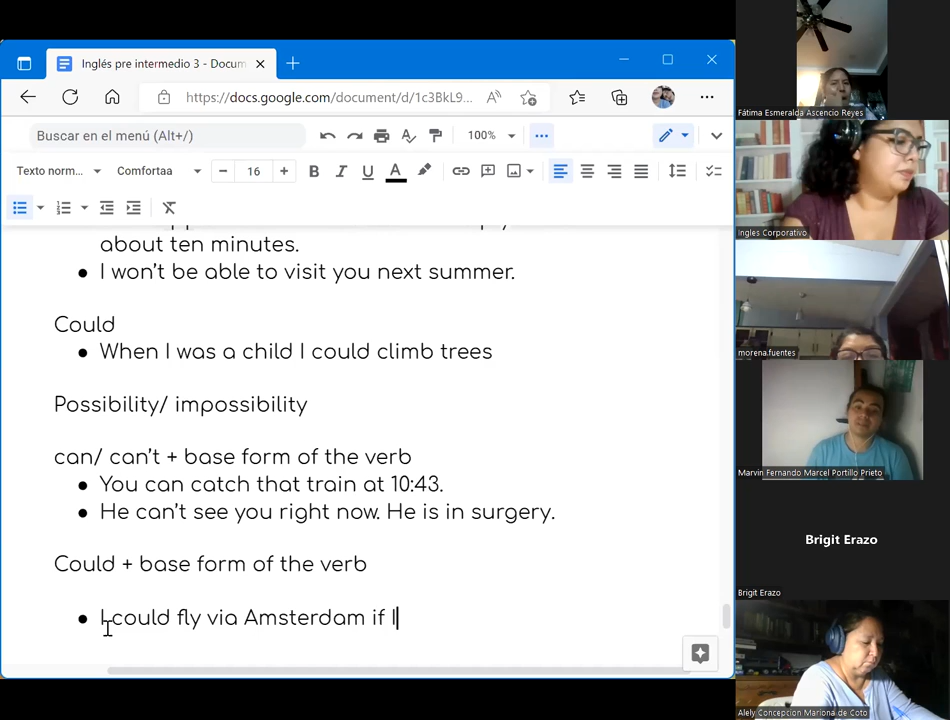 Inglés pre intermedio 3 - Docum
https://docs.google.com/document/d/1c3BkL9...
Buscar en el menú (Alt+/)
100%
Texto norm...
Comfortaa
16
about ten minutes.
I won't be able to visit you next summer.
Could
When I was a child I could climb trees
Possibility/ impossibility
can/ can't + base form of the verb
You can catch that train at 10:43.
He can't see you right now. He is in surgery.
Could + base form of the verb
I could fly via Amsterdam if I
Fátima Esmeralda Ascencio Reyes
Ingles Corporativo
morena.fuentes
Marvin Fernando Marcel Portillo Prieto
Brigit Erazo
Brigit Erazo
Alely Concepcion Mariona de Coto